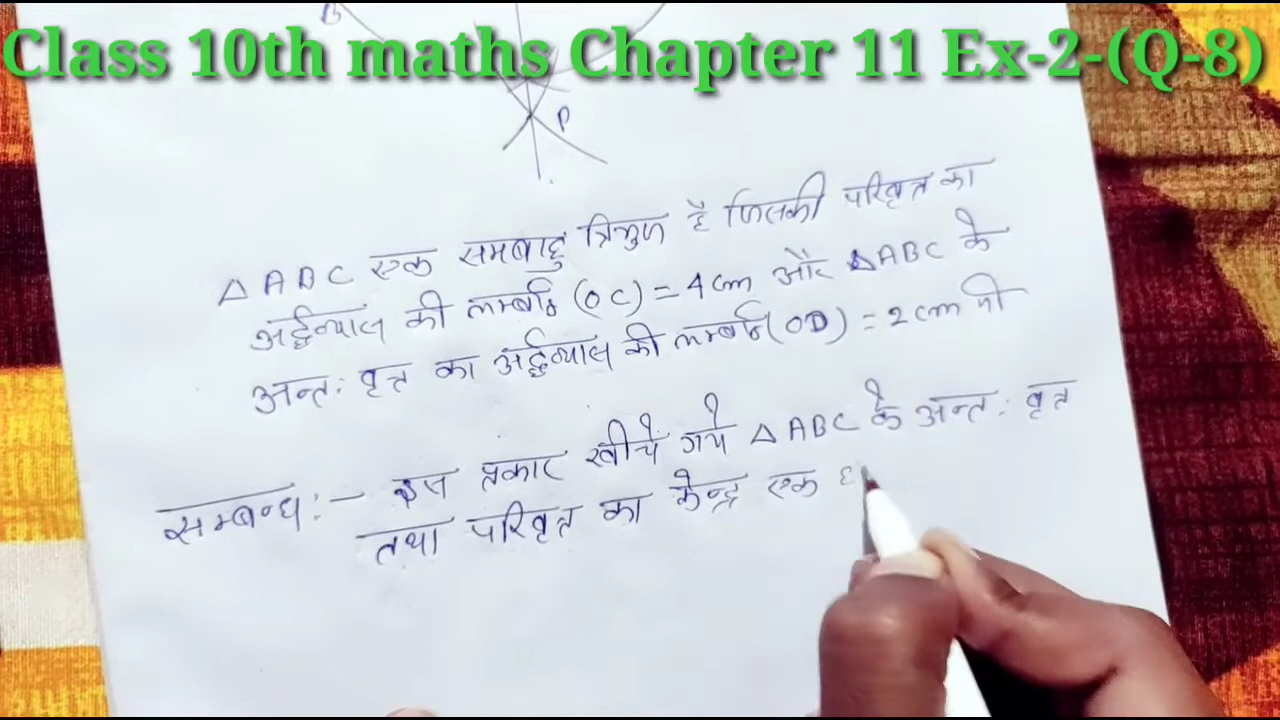 B
Class 10th maths Chapter 11 Ex-2-(Q-8)
P
△ ABC एक समबाहु त्रिभुज है जिसकी परिवृत्त का
अर्द्धव्यास की लम्बाई (OC) = 4 cm और △ABC के
अन्त: वृत्त का अर्द्धव्यास की लम्बाई (OD) = 2 cm
सम्बन्ध :- इस प्रकार खीचे गये △ ABC के अन्त: वृत्त
तथा परिवृत्त का केन्द्र एक